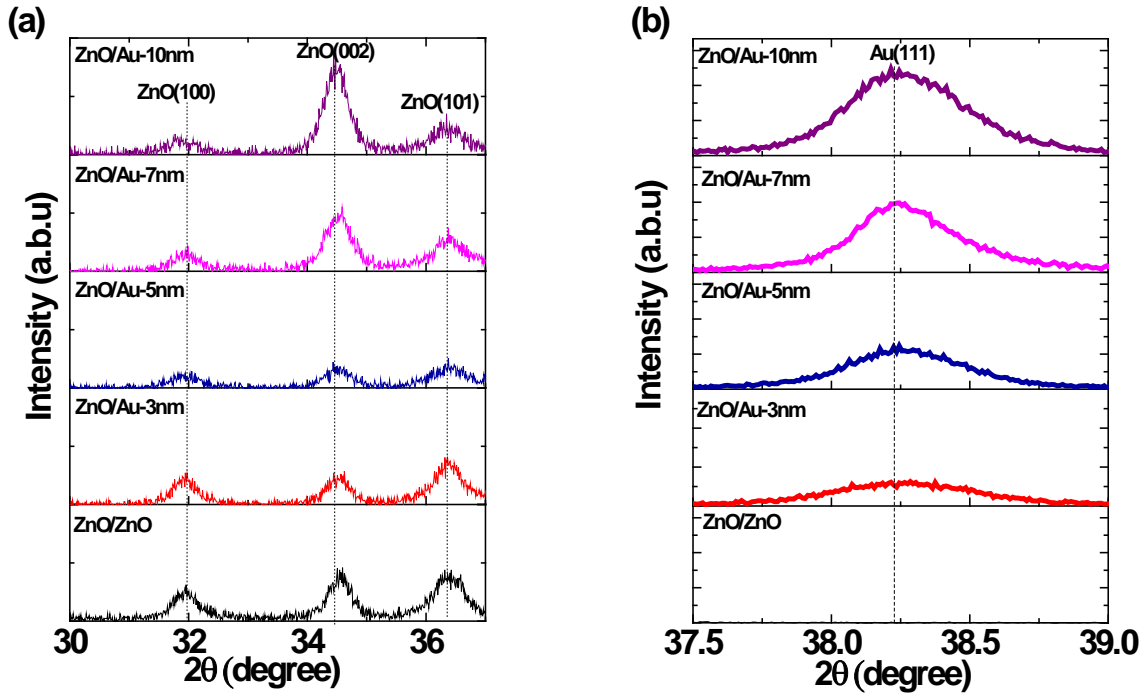 (a)
ZnO/Au-10nm
ZnO(002)
ZnO(100)
ZnO(101)
ZnO/Au-7nm
ZnO/Au-5nm
ZnO/Au-3nm
ZnO/ZnO
Intensity (a.b.u)
30 32 34 36
2θ (degree)
(b)
ZnO/Au-10nm
Au(111)
ZnO/Au-7nm
ZnO/Au-5nm
ZnO/Au-3nm
ZnO/ZnO
Intensity (a.b.u)
37.5 38.0 38.5 39.0
2θ (degree)